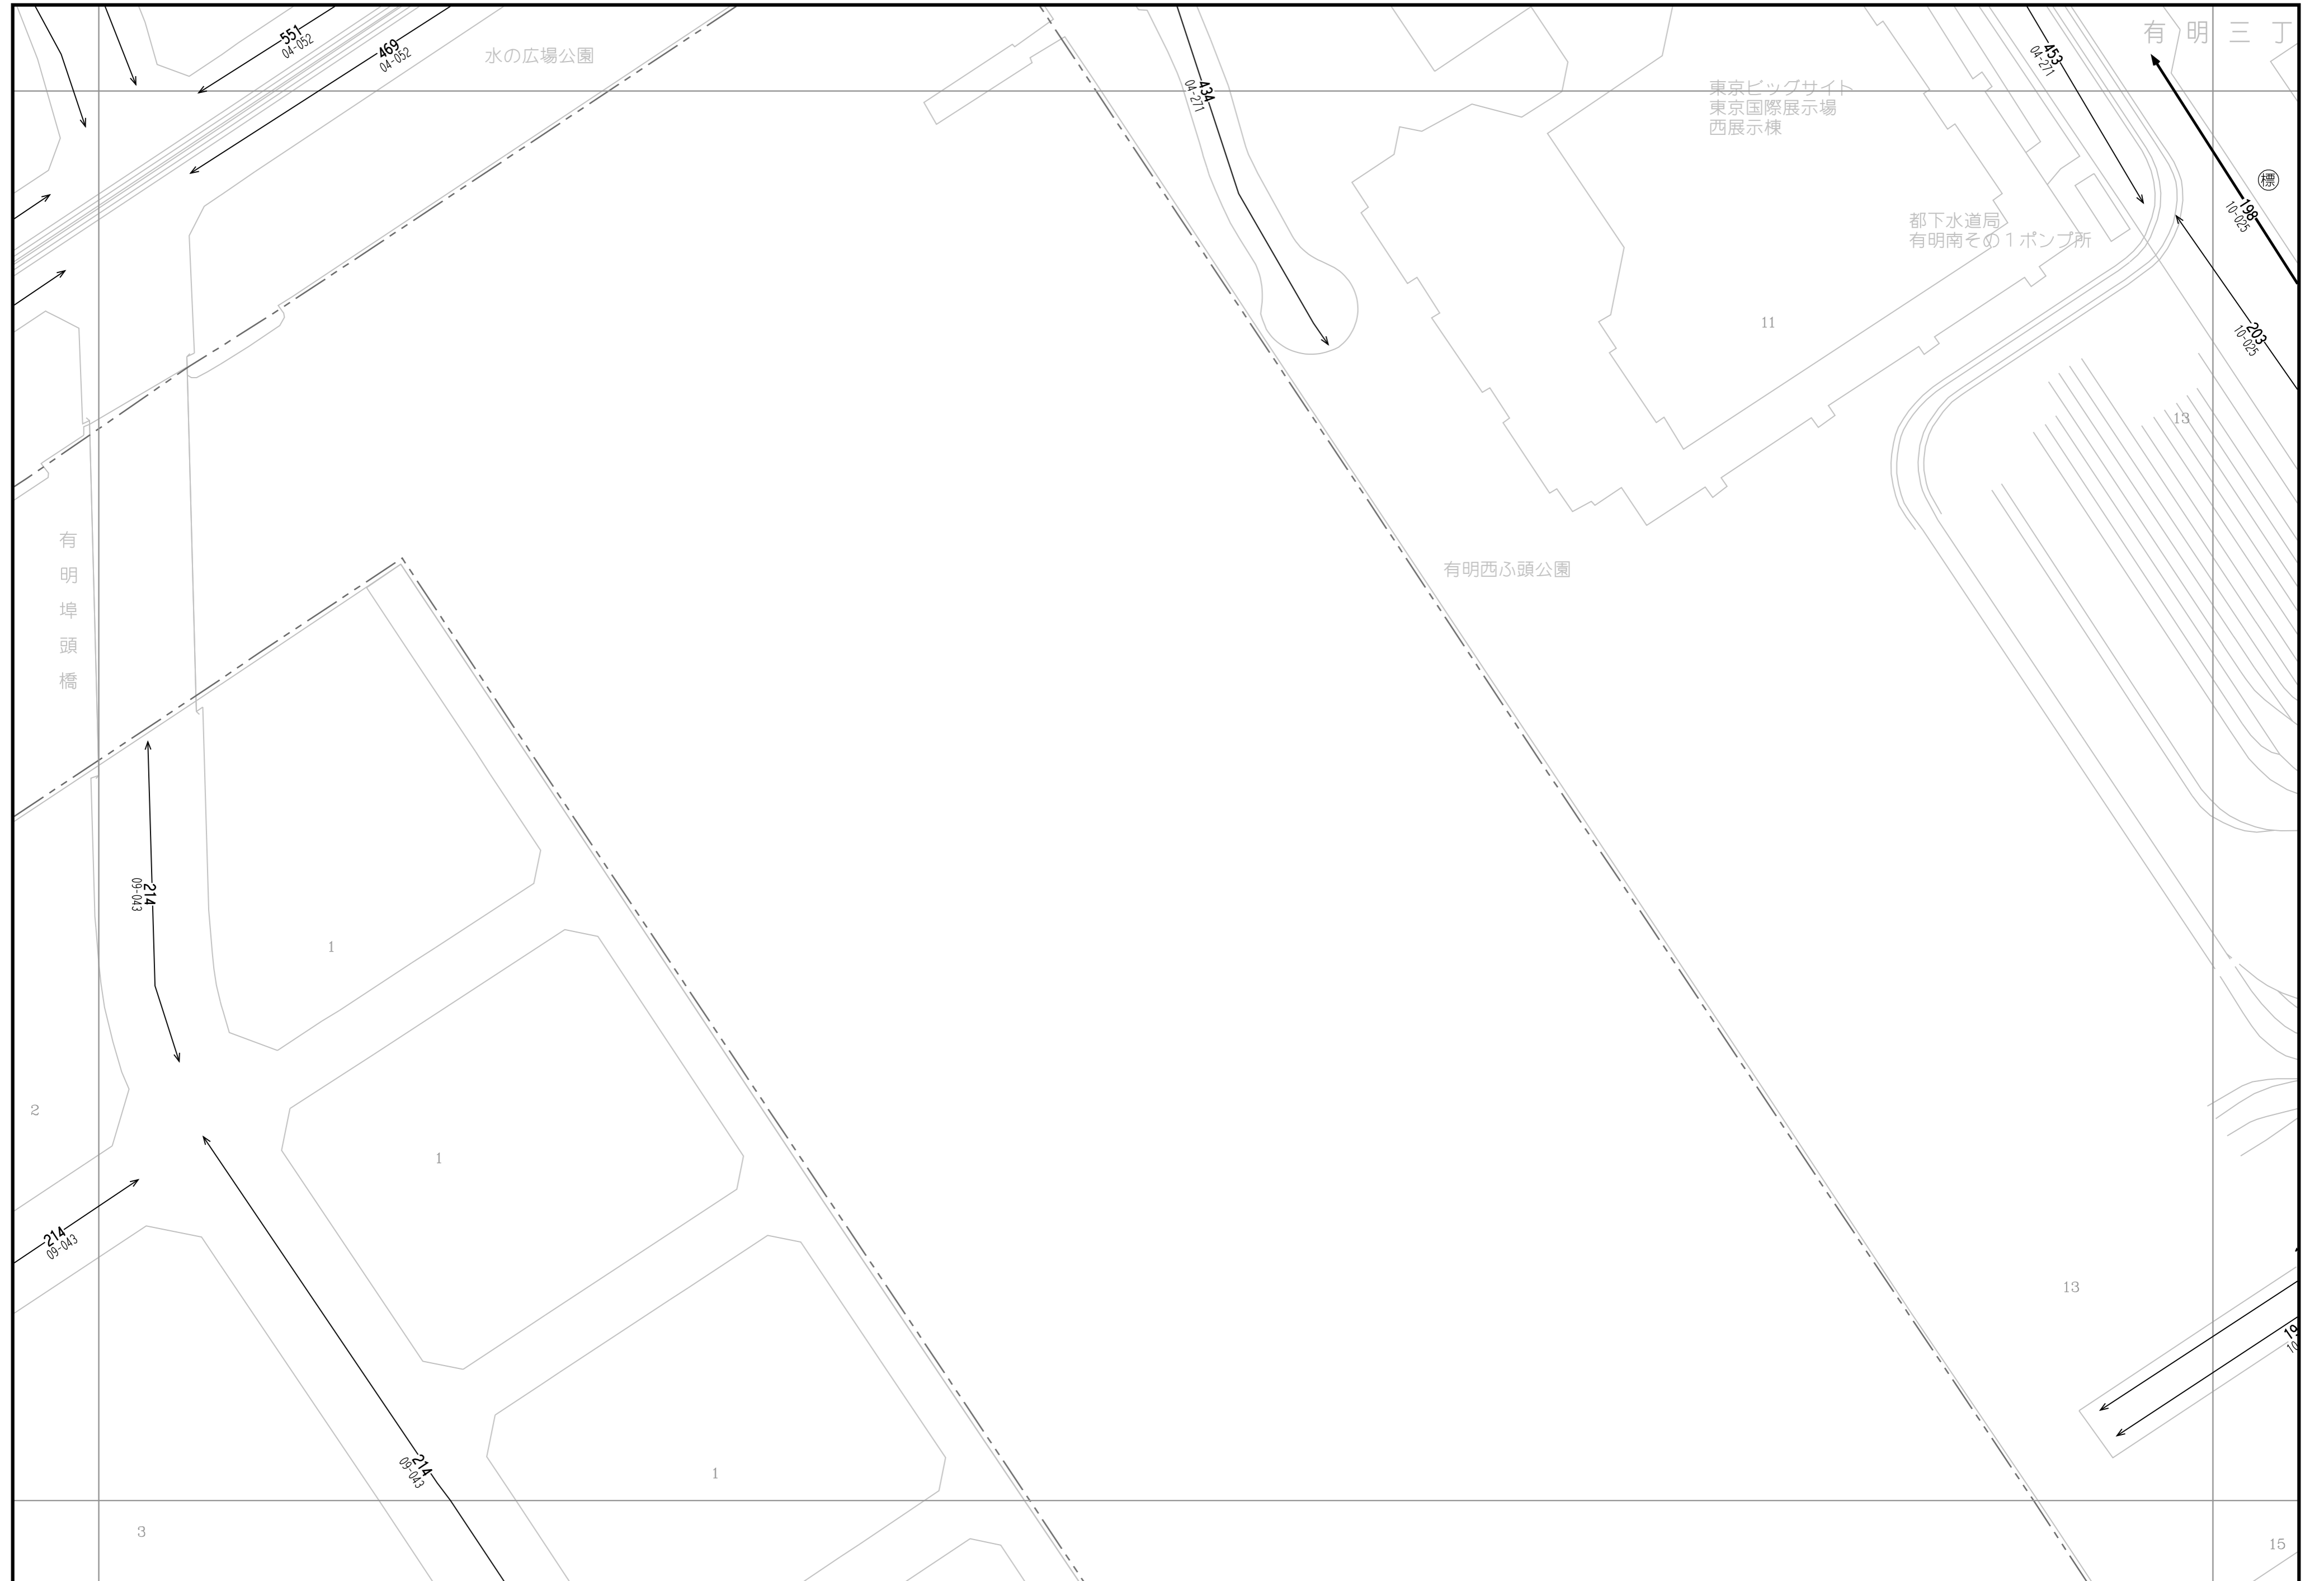 551
04-052
469
04-052
水の広場公園
434
04-271
453
04-271
有明三丁
東京ビッグサイト
東京国際展示場
西展示棟
標
198
10-025
都下水道局
有明南その1ポンプ所
11
203
10-025
13
有明埠頭橋
有明西ふ頭公園
214
09-043
1
2
1
214
09-043
13
214
09-043
1
3
15